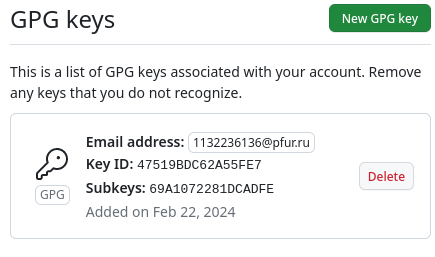 GPG keys
New GPG key
This is a list of GPG keys associated with your account. Remove
any keys that you do not recognize.
Email address: 1132236136@pfur.ru
Key ID: 47519BDC62A55FE7
GPG
Subkeys: 69A1072281DCADFE
Delete
Added on Feb 22, 2024